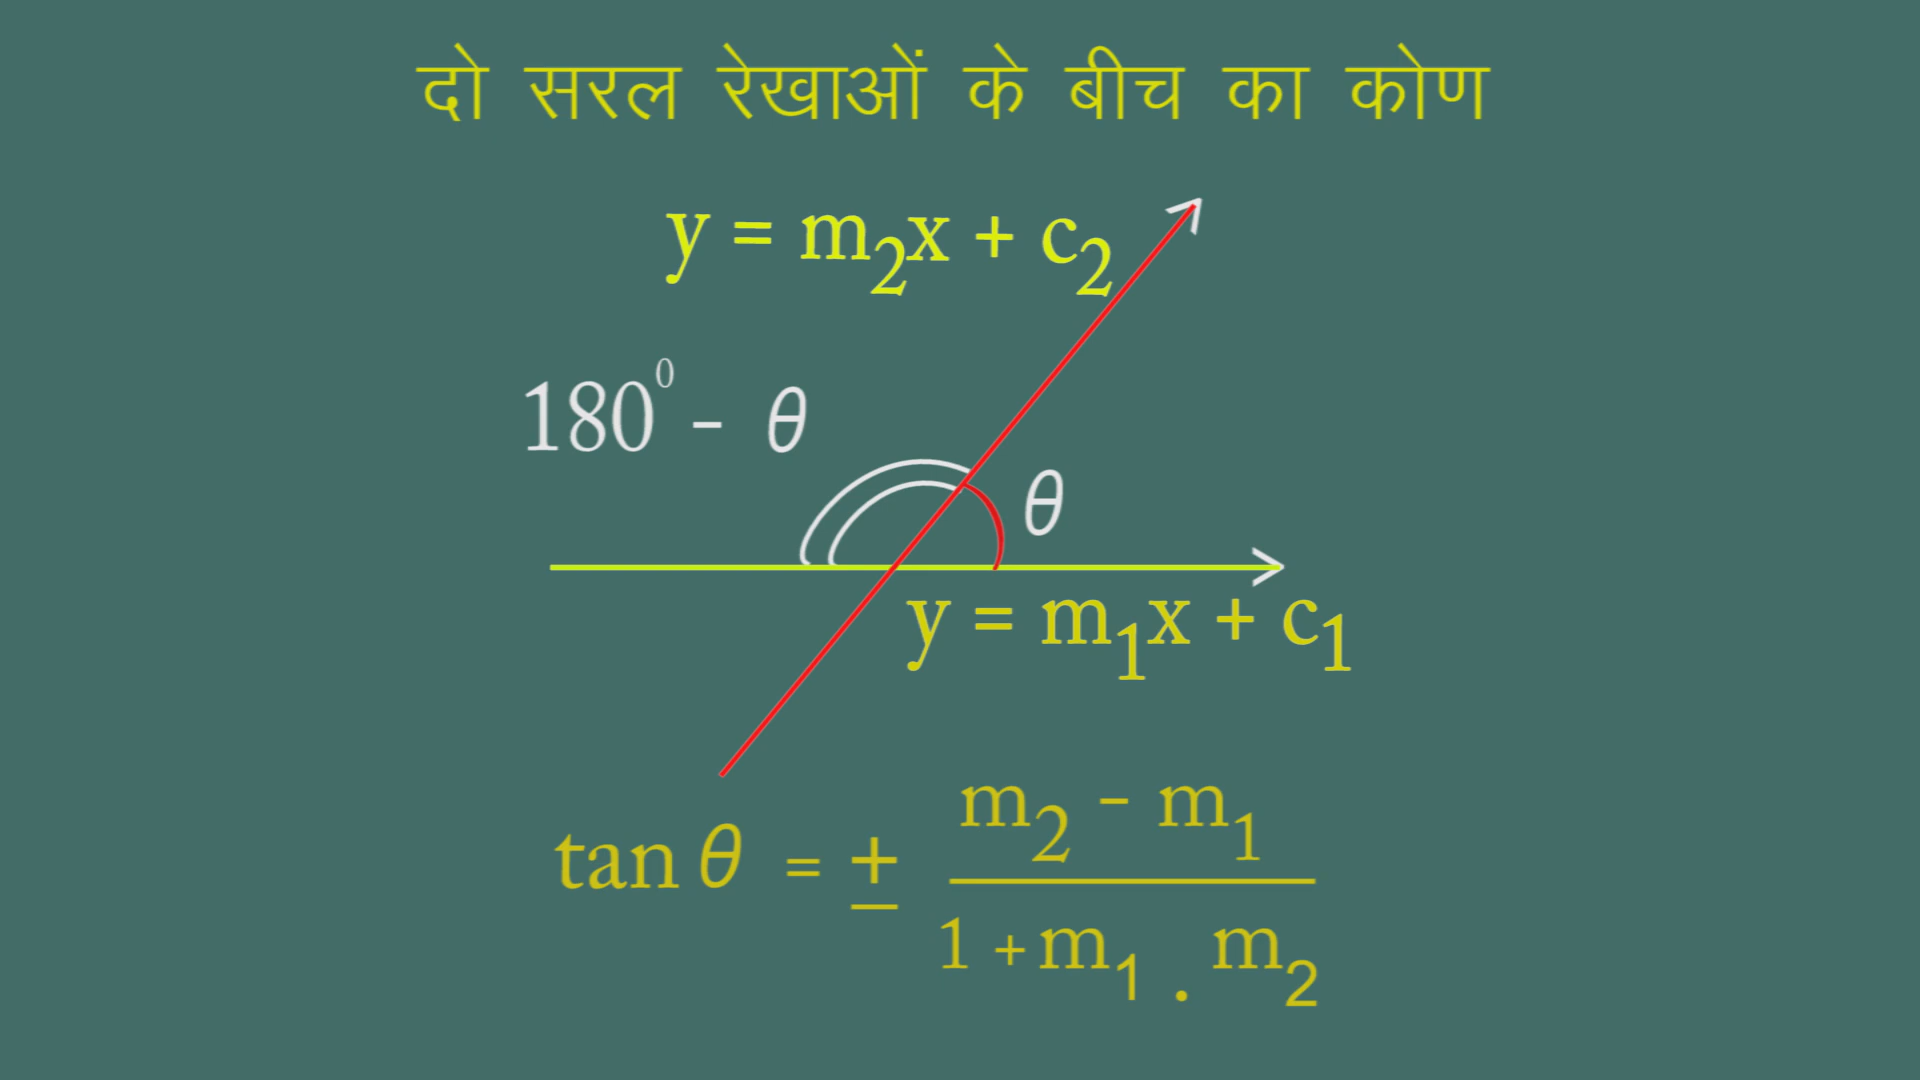 दो सरल रेखाओं के बीच का कोण
y = m₂x + c₂
180⁰ - θ
θ
y = m₁x + c₁
tan θ = ± m₂ - m₁
1 + m₁ . m₂